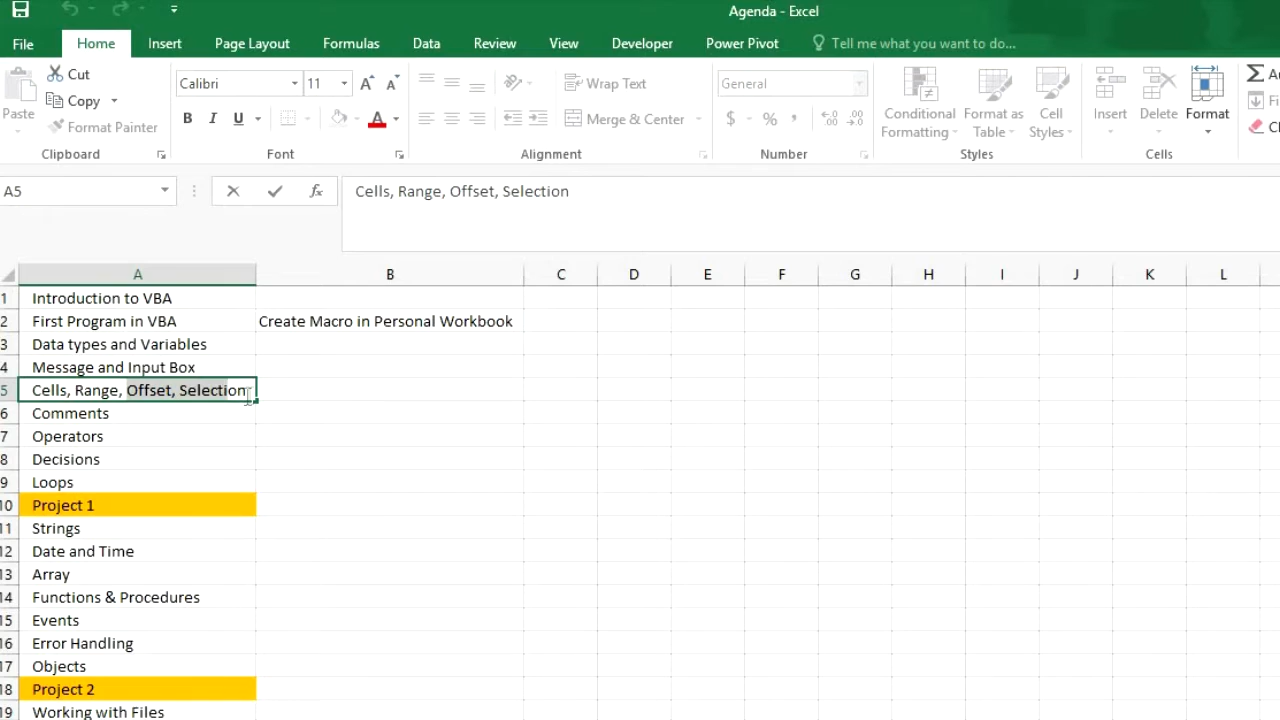 Agenda - Excel
File Home Insert Page Layout Formulas Data Review View Developer Power Pivot Tell me what you want to do...
Cut
Copy
Format Painter
Paste
Clipboard
Calibri 11 A A
B I U A
Font
Wrap Text
Merge & Center
Alignment
General
$ % , .0 .00 .00 .0
Number
Conditional Formatting
Format as Table
Cell Styles
Styles
Insert Delete Format
Cells
A5 fx Cells, Range, Offset, Selection
A B C D E F G H I J K L
1 Introduction to VBA
2 First Program in VBA Create Macro in Personal Workbook
3 Data types and Variables
4 Message and Input Box
5 Cells, Range, Offset, Selection
6 Comments
7 Operators
8 Decisions
9 Loops
10 Project 1
11 Strings
12 Date and Time
13 Array
14 Functions & Procedures
15 Events
16 Error Handling
17 Objects
18 Project 2
19 Working with Files